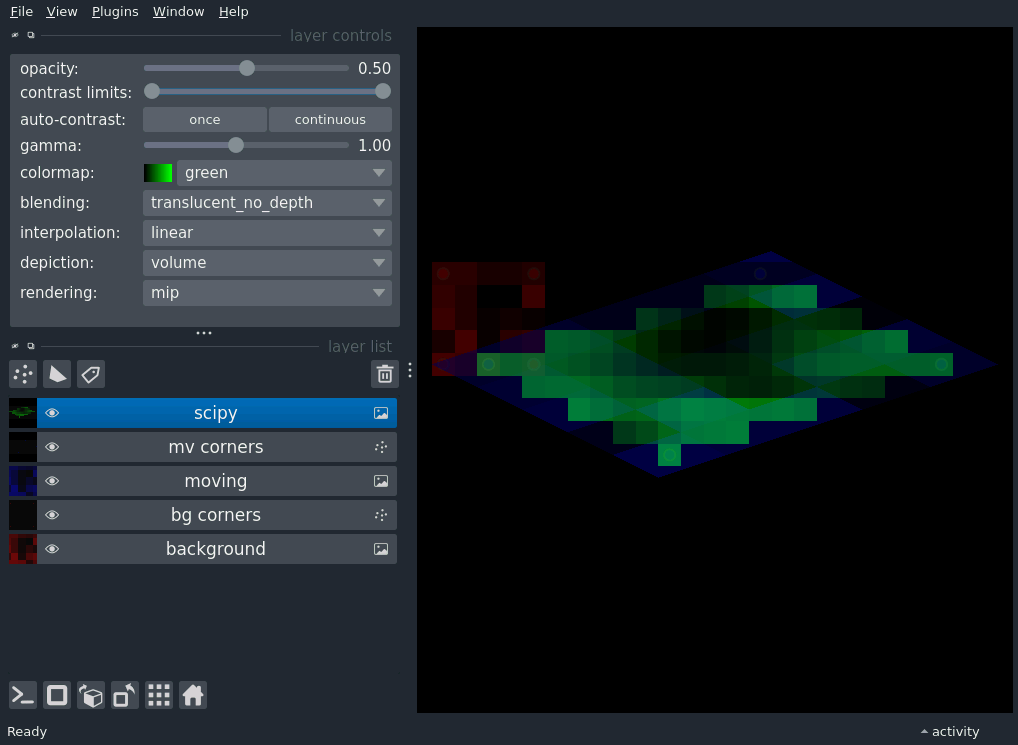 File View Plugins Window Help
layer controls
opacity: 0.50
contrast limits:
auto-contrast: once continuous
gamma: 1.00
colormap: green
blending: translucent_no_depth
interpolation: linear
depiction: volume
rendering: mip
layer list
scipy
mv corners
moving
bg corners
background
Ready activity